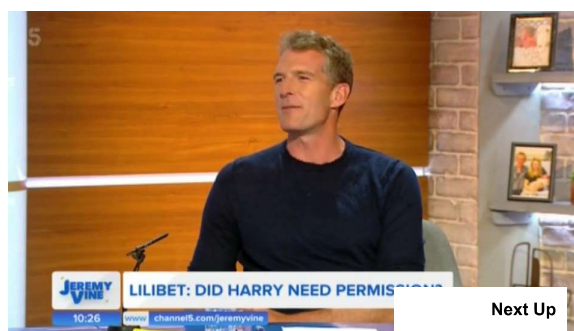 5
JEREMY
VINE
LILIBET: DID HARRY NEED PERMISSION?
10:26
www channel5.com/jeremyvine
Next Up